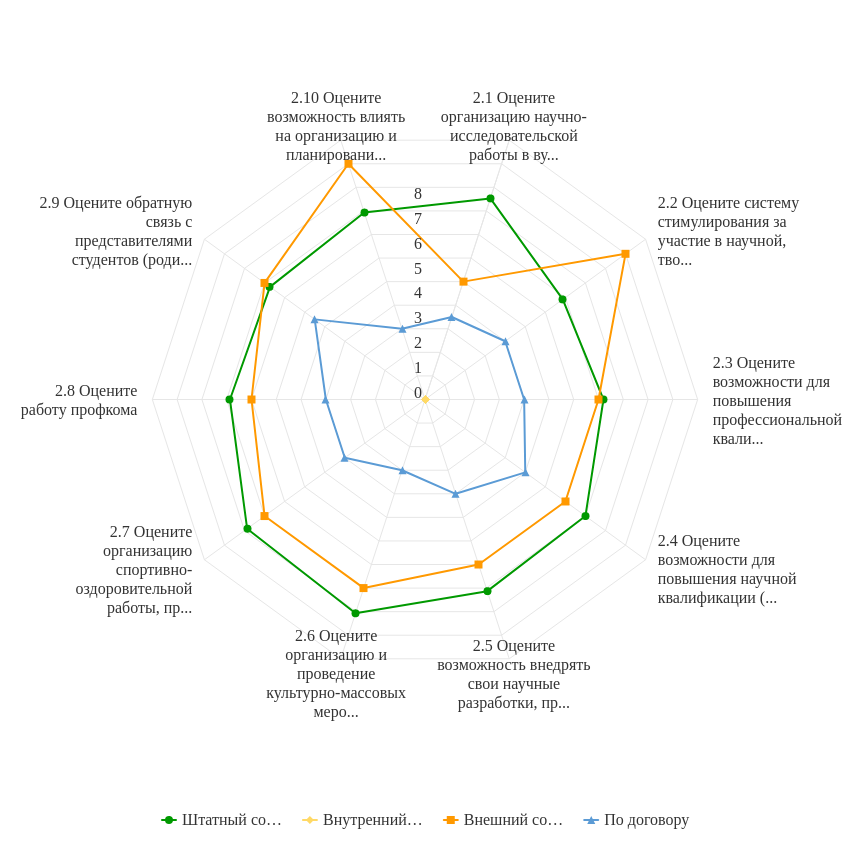 2.10 Оцените
возможность влиять
на организацию и
планировани...
2.1 Оцените
организацию научно-
исследовательской
работы в ву...
2.2 Оцените систему
стимулирования за
участие в научной,
тво...
2.3 Оцените
возможности для
повышения
профессиональной
квали...
2.4 Оцените
возможности для
повышения научной
квалификации (...
2.5 Оцените
возможность внедрять
свои научные
разработки, пр...
2.6 Оцените
организацию и
проведение
культурно-массовых
меро...
2.7 Оцените
организацию
спортивно-
оздоровительной
работы, пр...
2.8 Оцените
работу профкома
2.9 Оцените обратную
связь с
представителями
студентов (роди...
8
7
6
5
4
3
2
1
0
Штатный со…
Внутренний…
Внешний со…
По договору